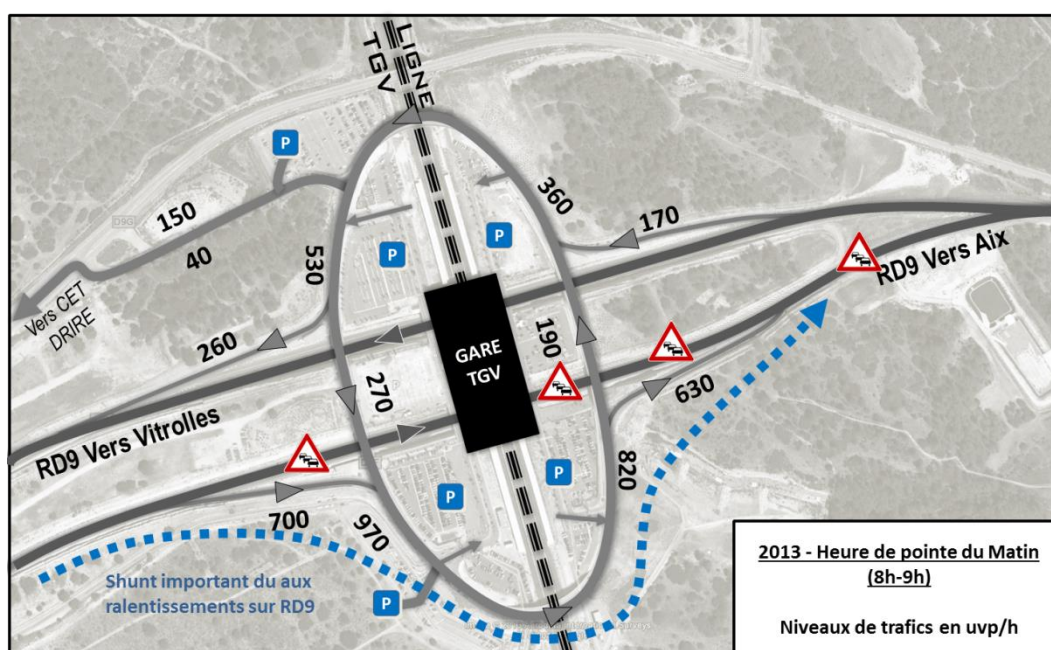 LIGNE
TGV
P
360
170
150
40
D9G
P
P
530
RD9 Vers Aix
Vers CET
DRIRE
260
190
GARE
TGV
270
630
RD9 Vers Vitrolles
P
P
820
700
970
P
Shunt important du aux
ralentissements sur RD9
2013 - Heure de pointe du Matin
(8h-9h)
Niveaux de trafics en uvp/h